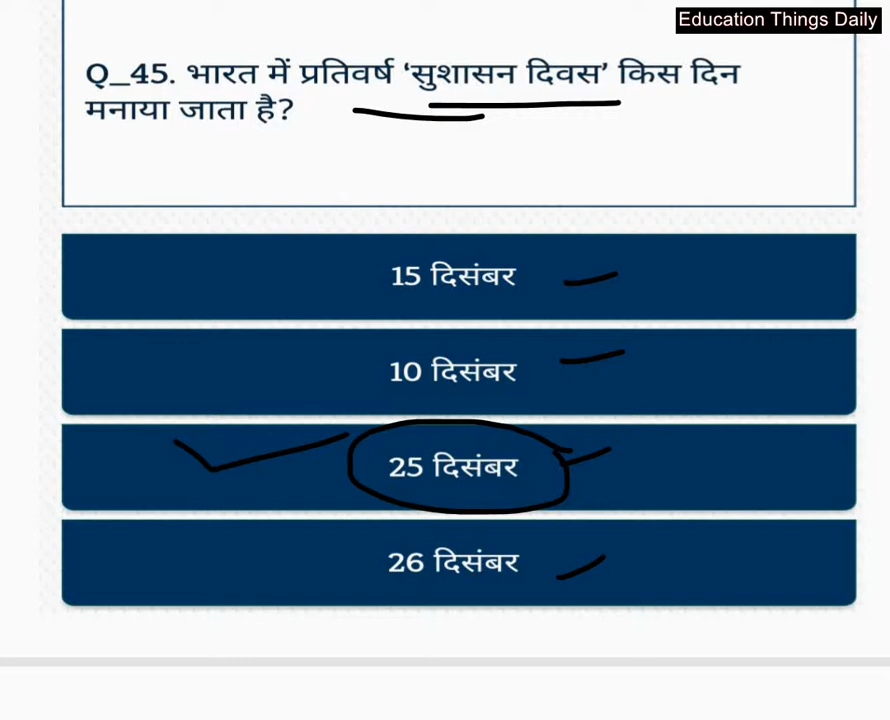 Education Things Daily
Q_45. भारत में प्रतिवर्ष ‘सुशासन दिवस’ किस दिन
मनाया जाता है?
15 दिसंबर
10 दिसंबर
25 दिसंबर
26 दिसंबर